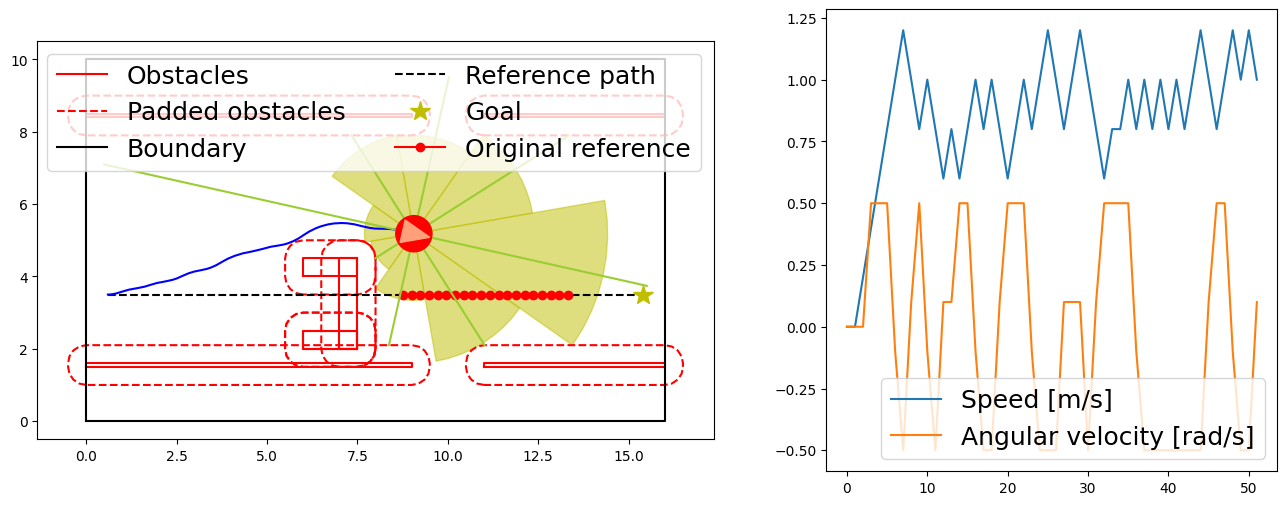 Obstacles
Padded obstacles
Boundary
Reference path
Goal
Original reference
10
8
6
4
2
0
0.0 2.5 5.0 7.5 10.0 12.5 15.0
1.25
1.00
0.75
0.50
0.25
0.00
−0.25
−0.50
Speed [m/s]
Angular velocity [rad/s]
0 10 20 30 40 50